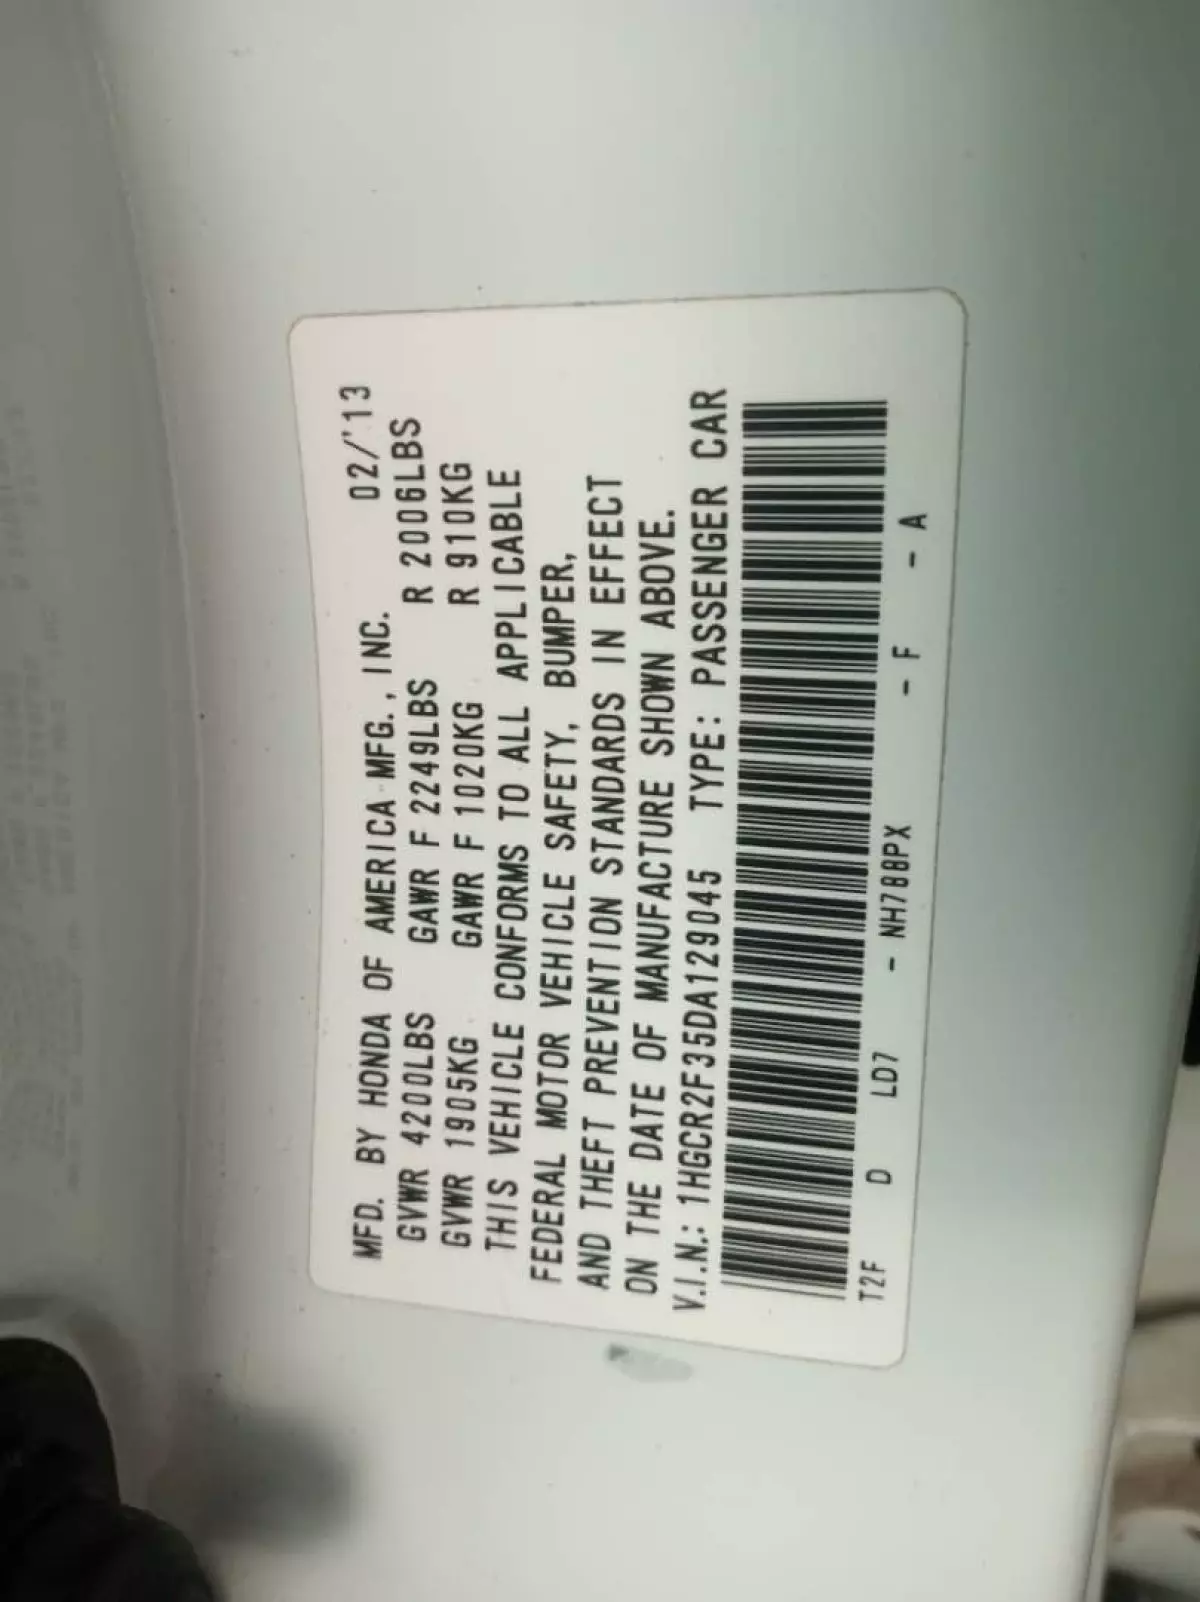 MFD. BY HONDA OF AMERICA MFG., INC. 02/'13
GVWR 4200LBS GAWR F 2249LBS R 2006LBS
GVWR 1905KG GAWR F 1020KG R 910KG
THIS VEHICLE CONFORMS TO ALL APPLICABLE
FEDERAL MOTOR VEHICLE SAFETY, BUMPER,
AND THEFT PREVENTION STANDARDS IN EFFECT
ON THE DATE OF MANUFACTURE SHOWN ABOVE.
V.I.N.: 1HGCR2F35DA129045 TYPE: PASSENGER CAR
T2F D LD7 - NH788PX - F - A